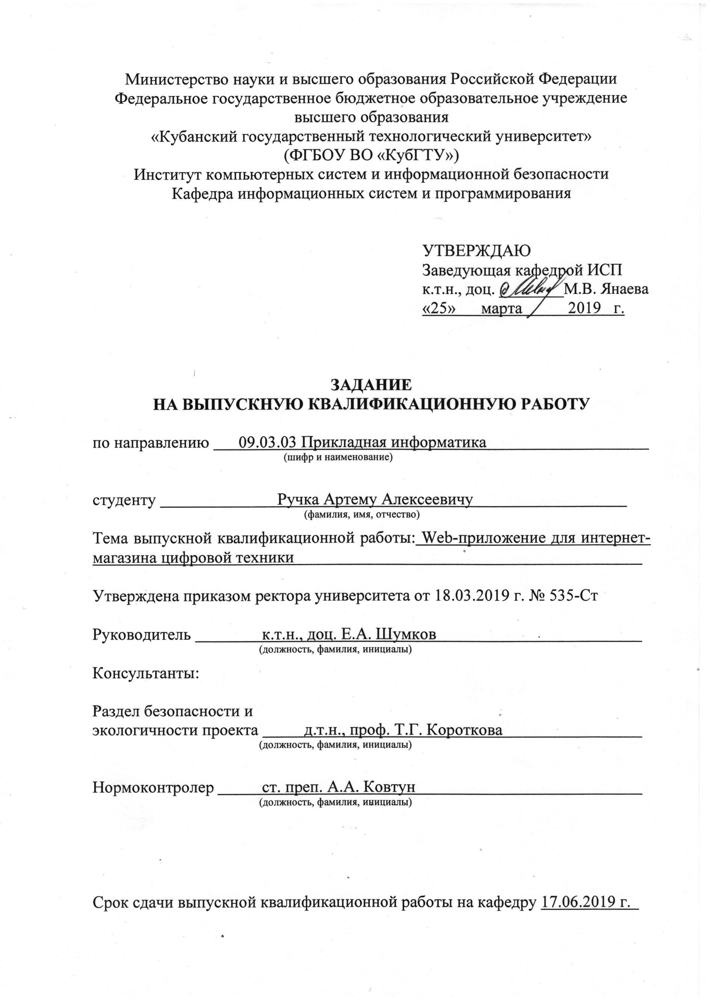 Министерство науки и высшего образования Российской Федерации
Федеральное государственное бюджетное образовательное учреждение
высшего образования
«Кубанский государственный технологический университет»
(ФГБОУ ВО «КубГТУ»)
Институт компьютерных систем и информационной безопасности
Кафедра информационных систем и программирования
УТВЕРЖДАЮ
Заведующая кафедрой ИСП
к.т.н., доц. М.В. Янаева
«25» марта 2019 г.
ЗАДАНИЕ
НА ВЫПУСКНУЮ КВАЛИФИКАЦИОННУЮ РАБОТУ
по направлению 09.03.03 Прикладная информатика
(шифр и наименование)
студенту Ручка Артему Алексеевичу
(фамилия, имя, отчество)
Тема выпускной квалификационной работы: Web-приложение для интернет-
магазина цифровой техники
Утверждена приказом ректора университета от 18.03.2019 г. № 535-Ст
Руководитель к.т.н., доц. Е.А. Шумков
(должность, фамилия, инициалы)
Консультанты:
Раздел безопасности и
экологичности проекта д.т.н., проф. Т.Г. Короткова
(должность, фамилия, инициалы)
Нормоконтролер ст. преп. А.А. Ковтун
(должность, фамилия, инициалы)
Срок сдачи выпускной квалификационной работы на кафедру 17.06.2019 г.